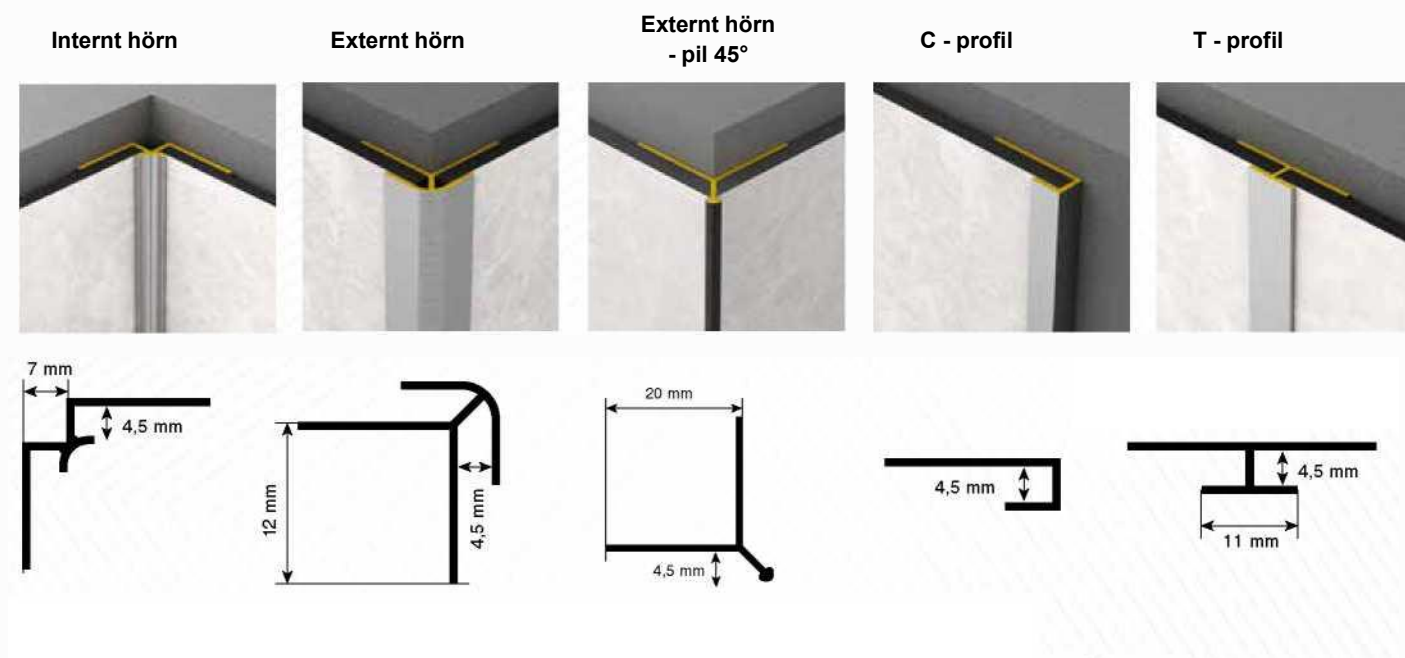 Internt hörn
Externt hörn
Externt hörn
- pil 45°
C - profil
T - profil
7 mm
4,5 mm
12 mm
4,5 mm
20 mm
4,5 mm
4,5 mm
4,5 mm
11 mm